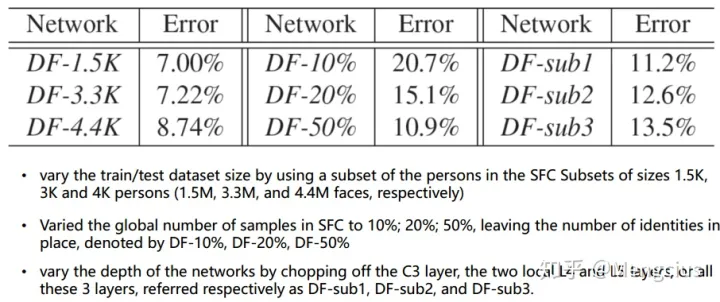 Network Error Network Error Network Error
DF-1.5K 7.00% DF-10% 20.7% DF-sub1 11.2%
DF-3.3K 7.22% DF-20% 15.1% DF-sub2 12.6%
DF-4.4K 8.74% DF-50% 10.9% DF-sub3 13.5%
• vary the train/test dataset size by using a subset of the persons in the SFC Subsets of sizes 1.5K,
3K and 4K persons (1.5M, 3.3M, and 4.4M faces, respectively)
• Varied the global number of samples in SFC to 10%; 20%; 50%, leaving the number of identities in
place, denoted by DF-10%, DF-20%, DF-50%
• vary the depth of the networks by chopping off the C3 layer, the two local L4 and L5 layers, or all
these 3 layers, referred respectively as DF-sub1, DF-sub2, and DF-sub3.
知乎